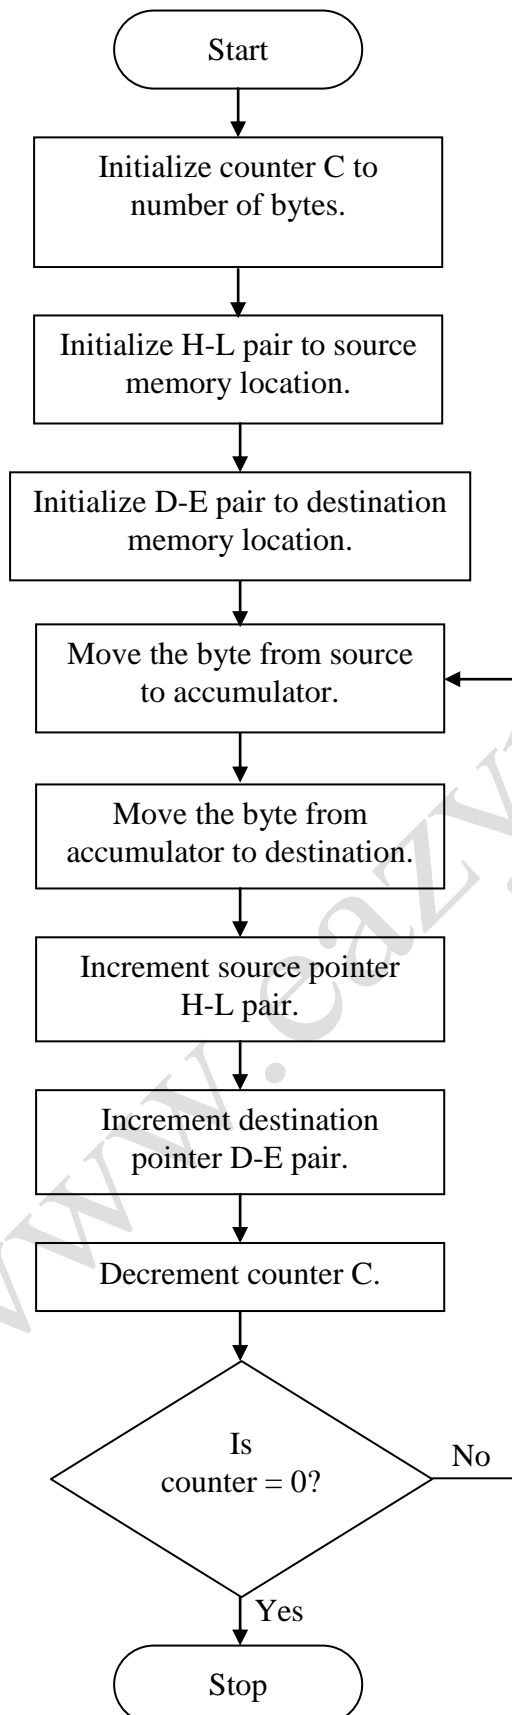 Start
Initialize counter C to
number of bytes.
Initialize H-L pair to source
memory location.
Initialize D-E pair to destination
memory location.
Move the byte from source
to accumulator.
Move the byte from
accumulator to destination.
Increment source pointer
H-L pair.
Increment destination
pointer D-E pair.
Decrement counter C.
Is
counter = 0?
No
Yes
Stop
www.eazy